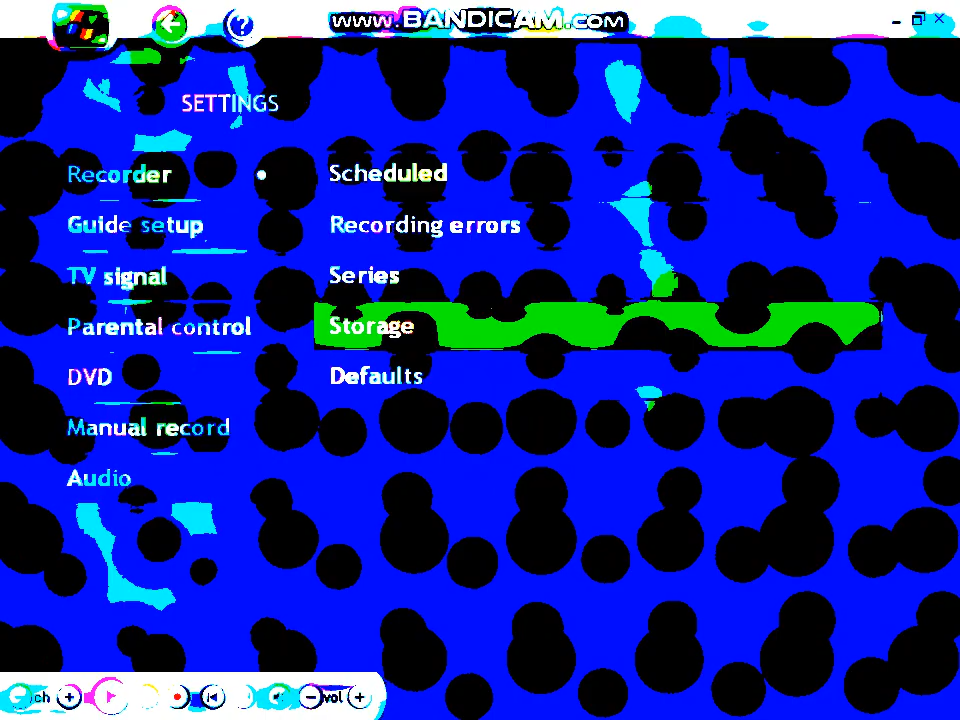 www.BANDICAM.com
SETTINGS
Recorder
Guide setup
TV signal
Parental control
DVD
Manual record
Audio
Scheduled
Recording errors
Series
Storage
Defaults
ch vol